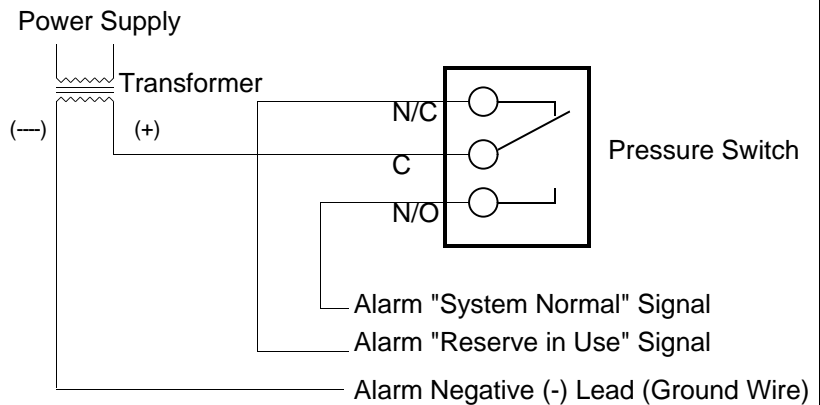 Power Supply
Transformer
(----)
(+)
N/C
C
N/O
Pressure Switch
Alarm "System Normal" Signal
Alarm "Reserve in Use" Signal
Alarm Negative (-) Lead (Ground Wire)